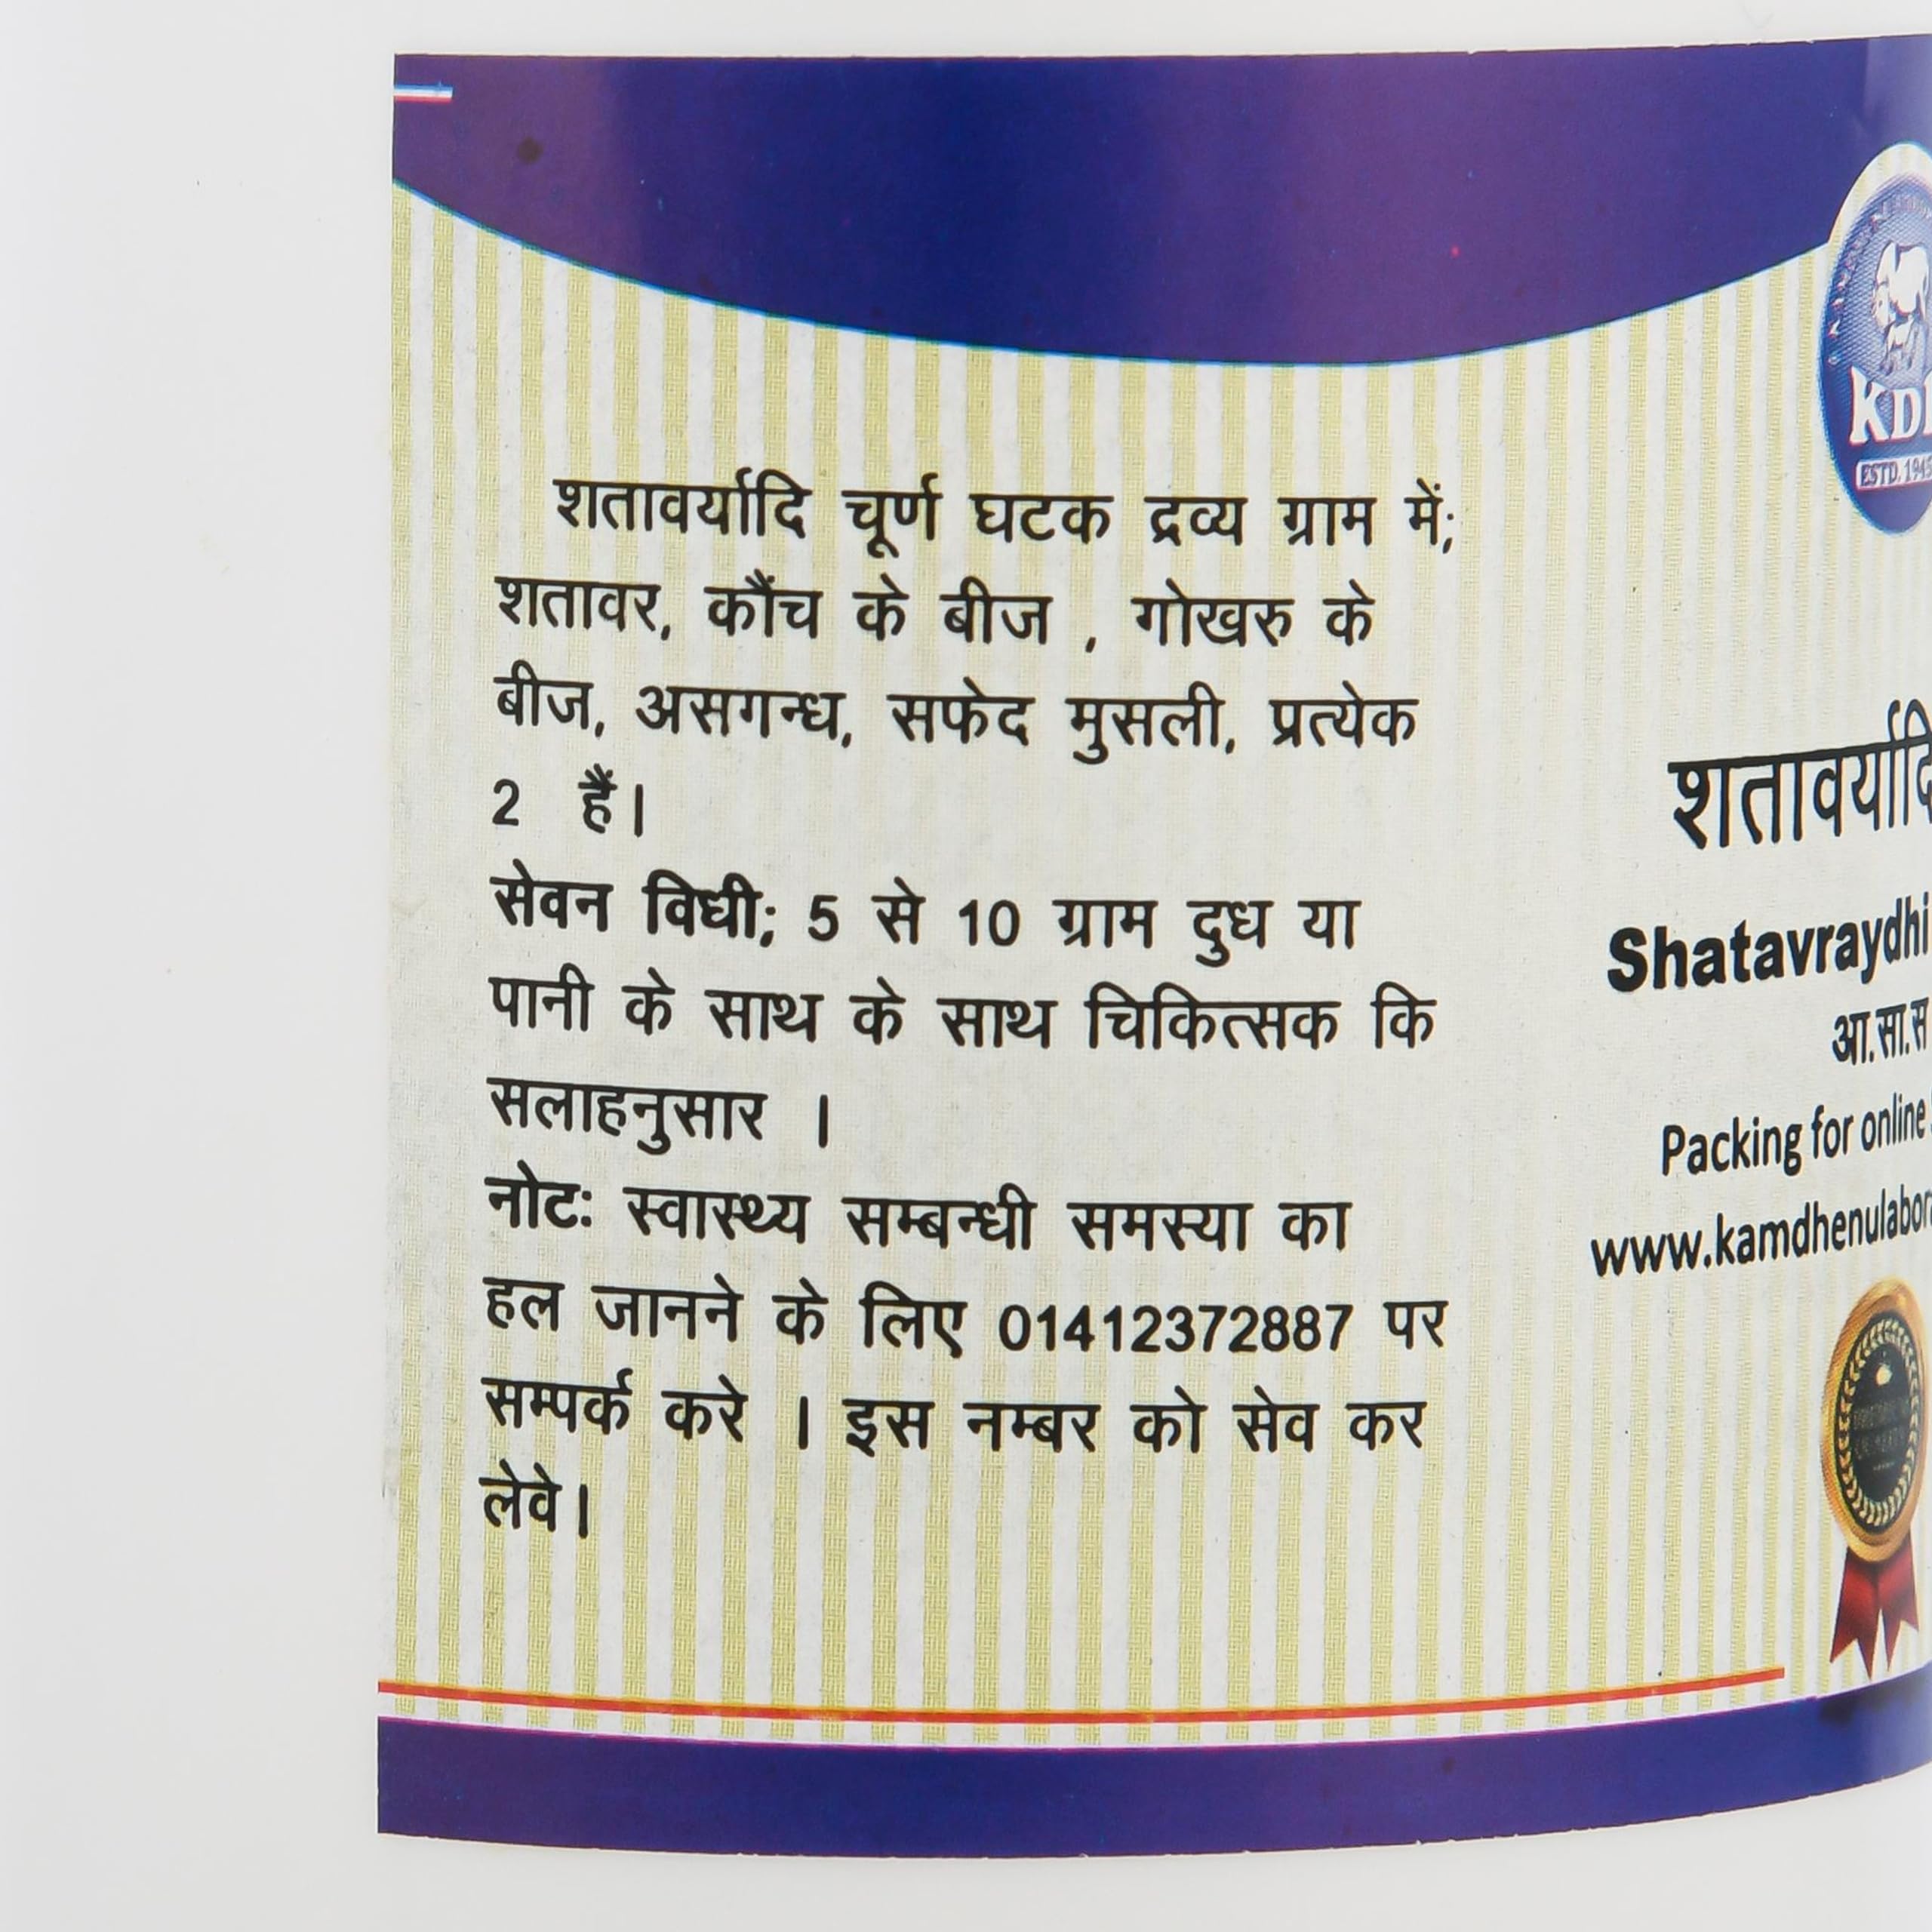 शतावर्यादि चूर्ण घटक द्रव्य ग्राम में;
शतावर, कौंच के बीज , गोखरु के
बीज, असगन्ध, सफेद मुसली, प्रत्येक
2 हैं।
सेवन विधी; 5 से 10 ग्राम दुध या
पानी के साथ के साथ चिकित्सक कि
सलाहनुसार ।
नोटः स्वास्थ्य सम्बन्धी समस्या का
हल जानने के लिए 01412372887 पर
सम्पर्क करे । इस नम्बर को सेव कर
लेवे।
KD
ESTD.
शतावर्यादि
Shatavraydhi
आ.सा.स
Packing for online
www.kamdhenulabor